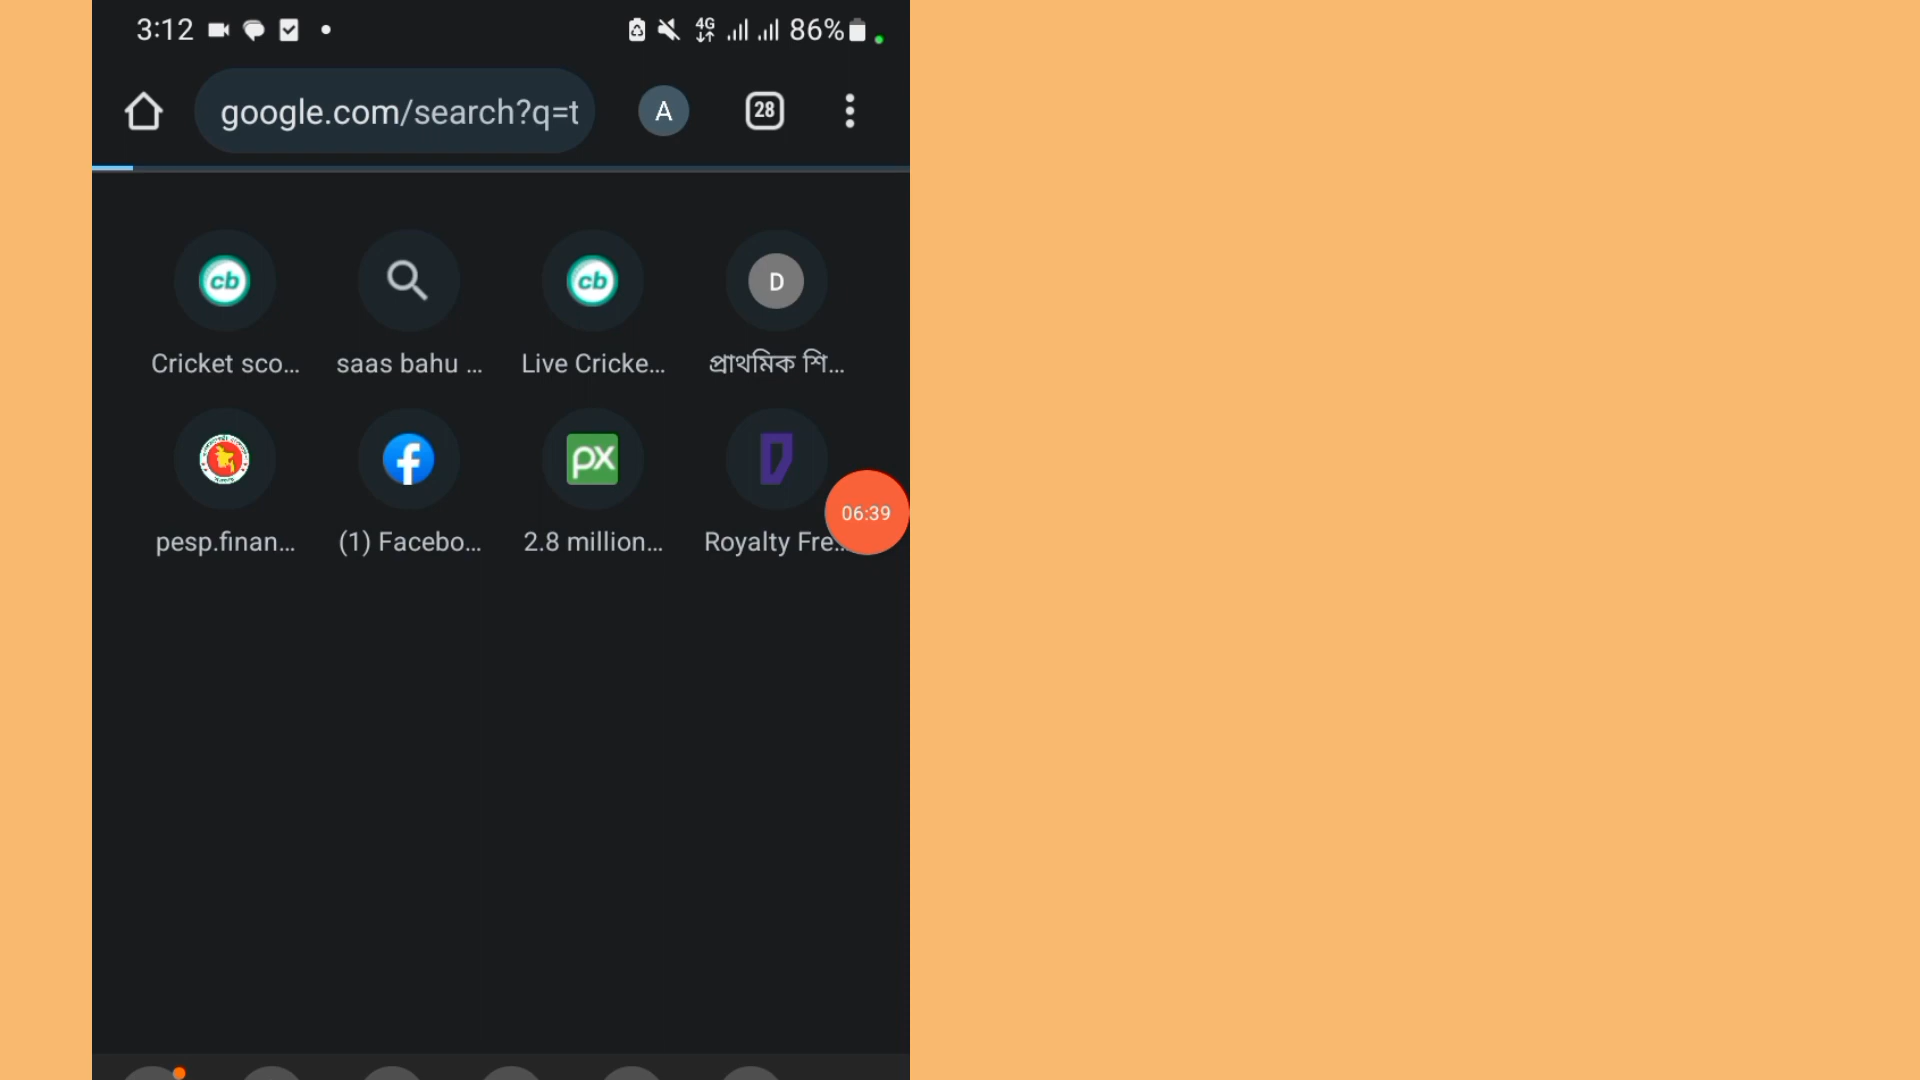 3:12 4G 86%
google.com/search?q=t A 28
cb cb D
Cricket sco... saas bahu ... Live Cricke... প্রাথমিক শি...
f px
06:39
pesp.finan... (1) Facebo... 2.8 million... Royalty Fre...